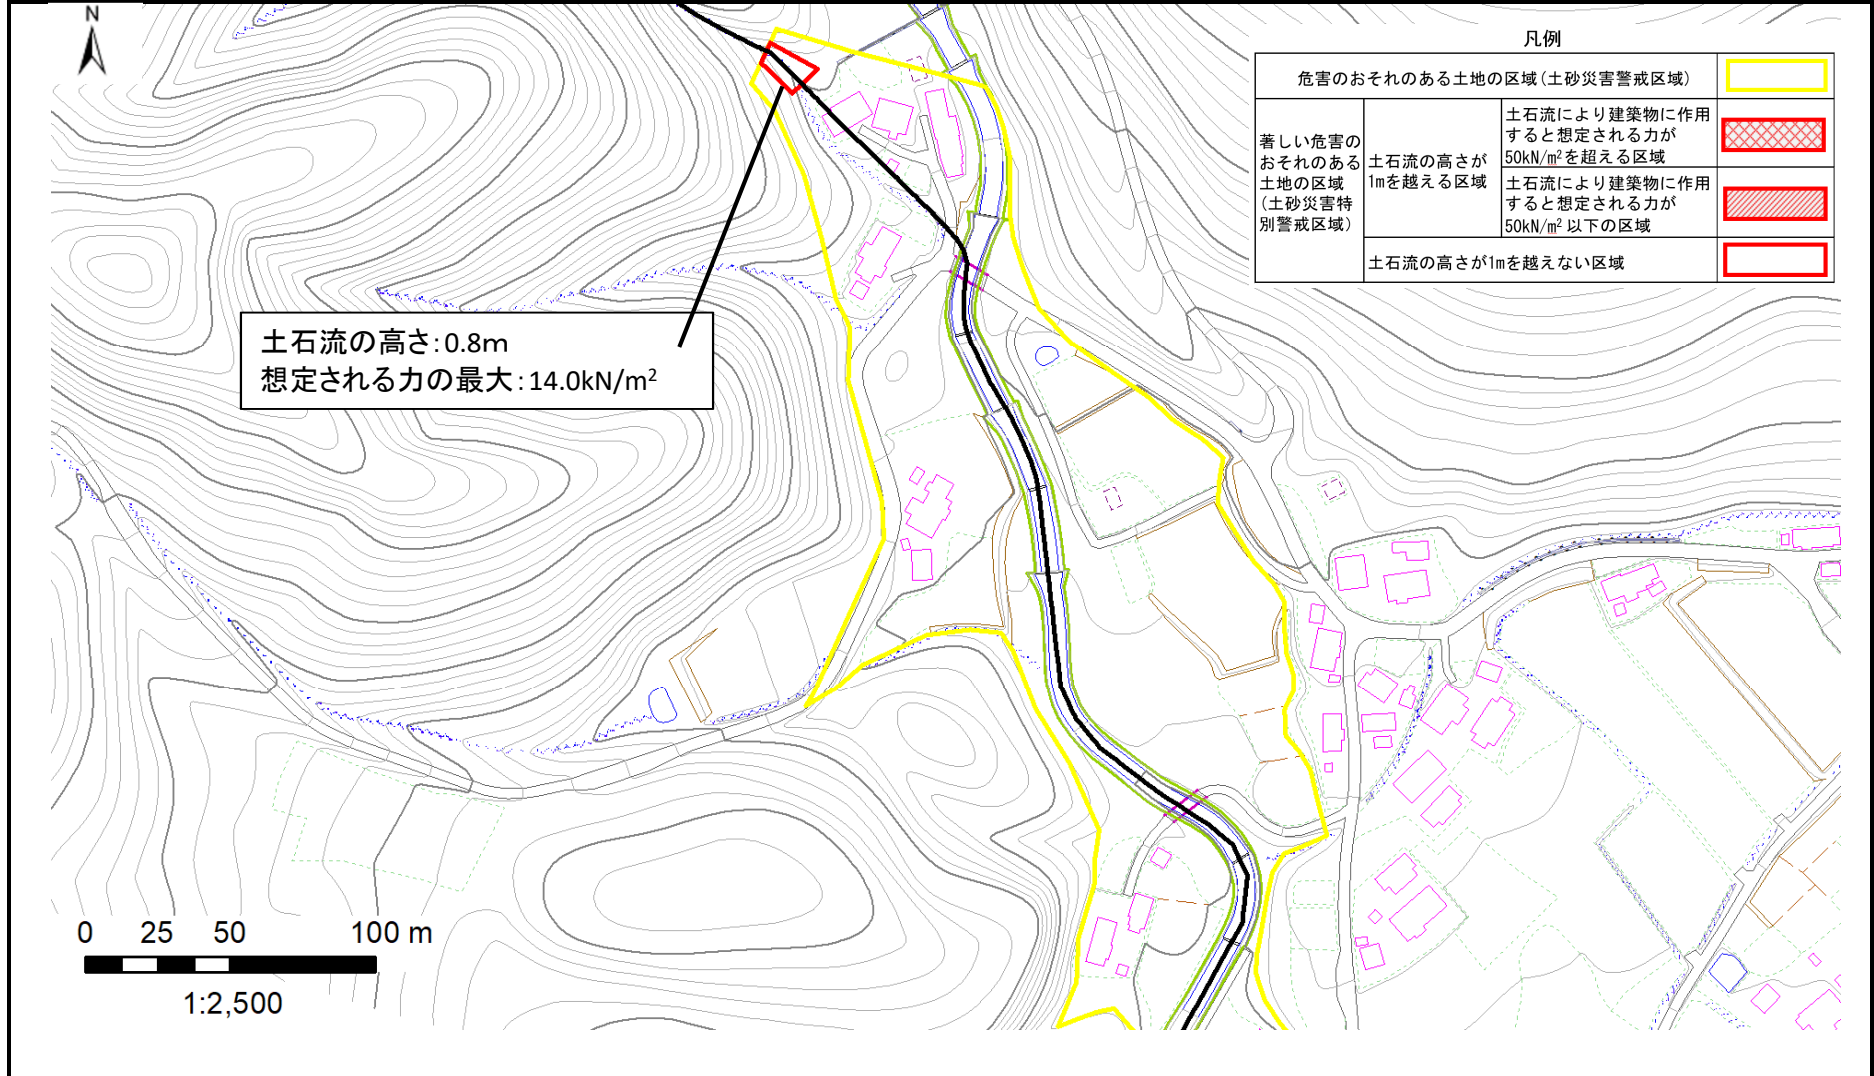 N
凡例
危害のおそれのある土地の区域(土砂災害警戒区域)
著しい危害の
おそれのある
土地の区域
(土砂災害特
別警戒区域)
土石流の高さが
1mを越える区域
土石流により建築物に作用
すると想定される力が
50kN/m²を超える区域
土石流により建築物に作用
すると想定される力が
50kN/m² 以下の区域
土石流の高さが1mを越えない区域
土石流の高さ:0.8m
想定される力の最大:14.0kN/m²
0 25 50 100 m
1:2,500